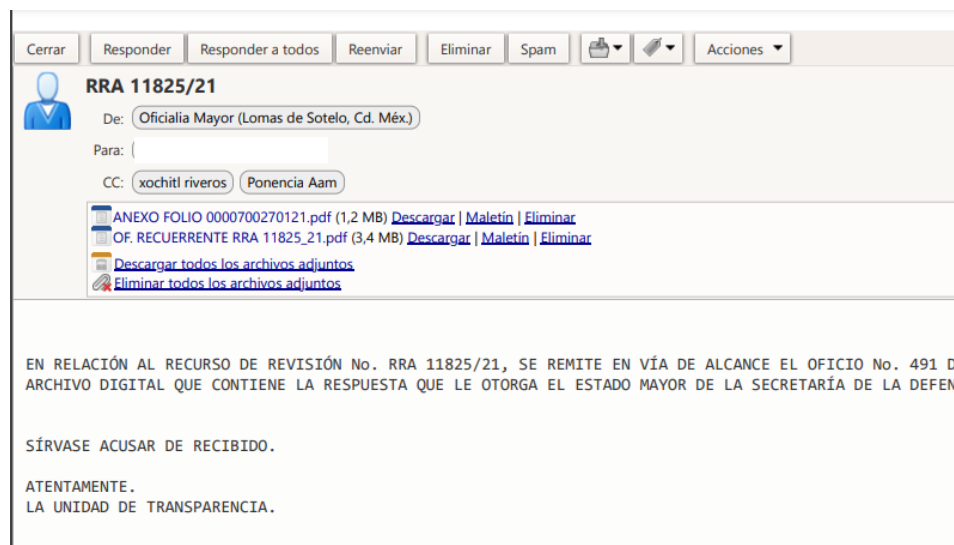 Cerrar Responder Responder a todos Reenviar Eliminar Spam Acciones
RRA 11825/21
De: Oficialia Mayor (Lomas de Sotelo, Cd. Méx.)
Para:
CC: xochitl riveros Ponencia Aam
ANEXO FOLIO 0000700270121.pdf (1,2 MB) Descargar | Maletín | Eliminar
OF. RECUERRENTE RRA 11825_21.pdf (3,4 MB) Descargar | Maletín | Eliminar
Descargar todos los archivos adjuntos
Eliminar todos los archivos adjuntos
EN RELACIÓN AL RECURSO DE REVISIÓN No. RRA 11825/21, SE REMITE EN VÍA DE ALCANCE EL OFICIO No. 491 D
ARCHIVO DIGITAL QUE CONTIENE LA RESPUESTA QUE LE OTORGA EL ESTADO MAYOR DE LA SECRETARÍA DE LA DEFEN
SÍRVASE ACUSAR DE RECIBIDO.
ATENTAMENTE.
LA UNIDAD DE TRANSPARENCIA.